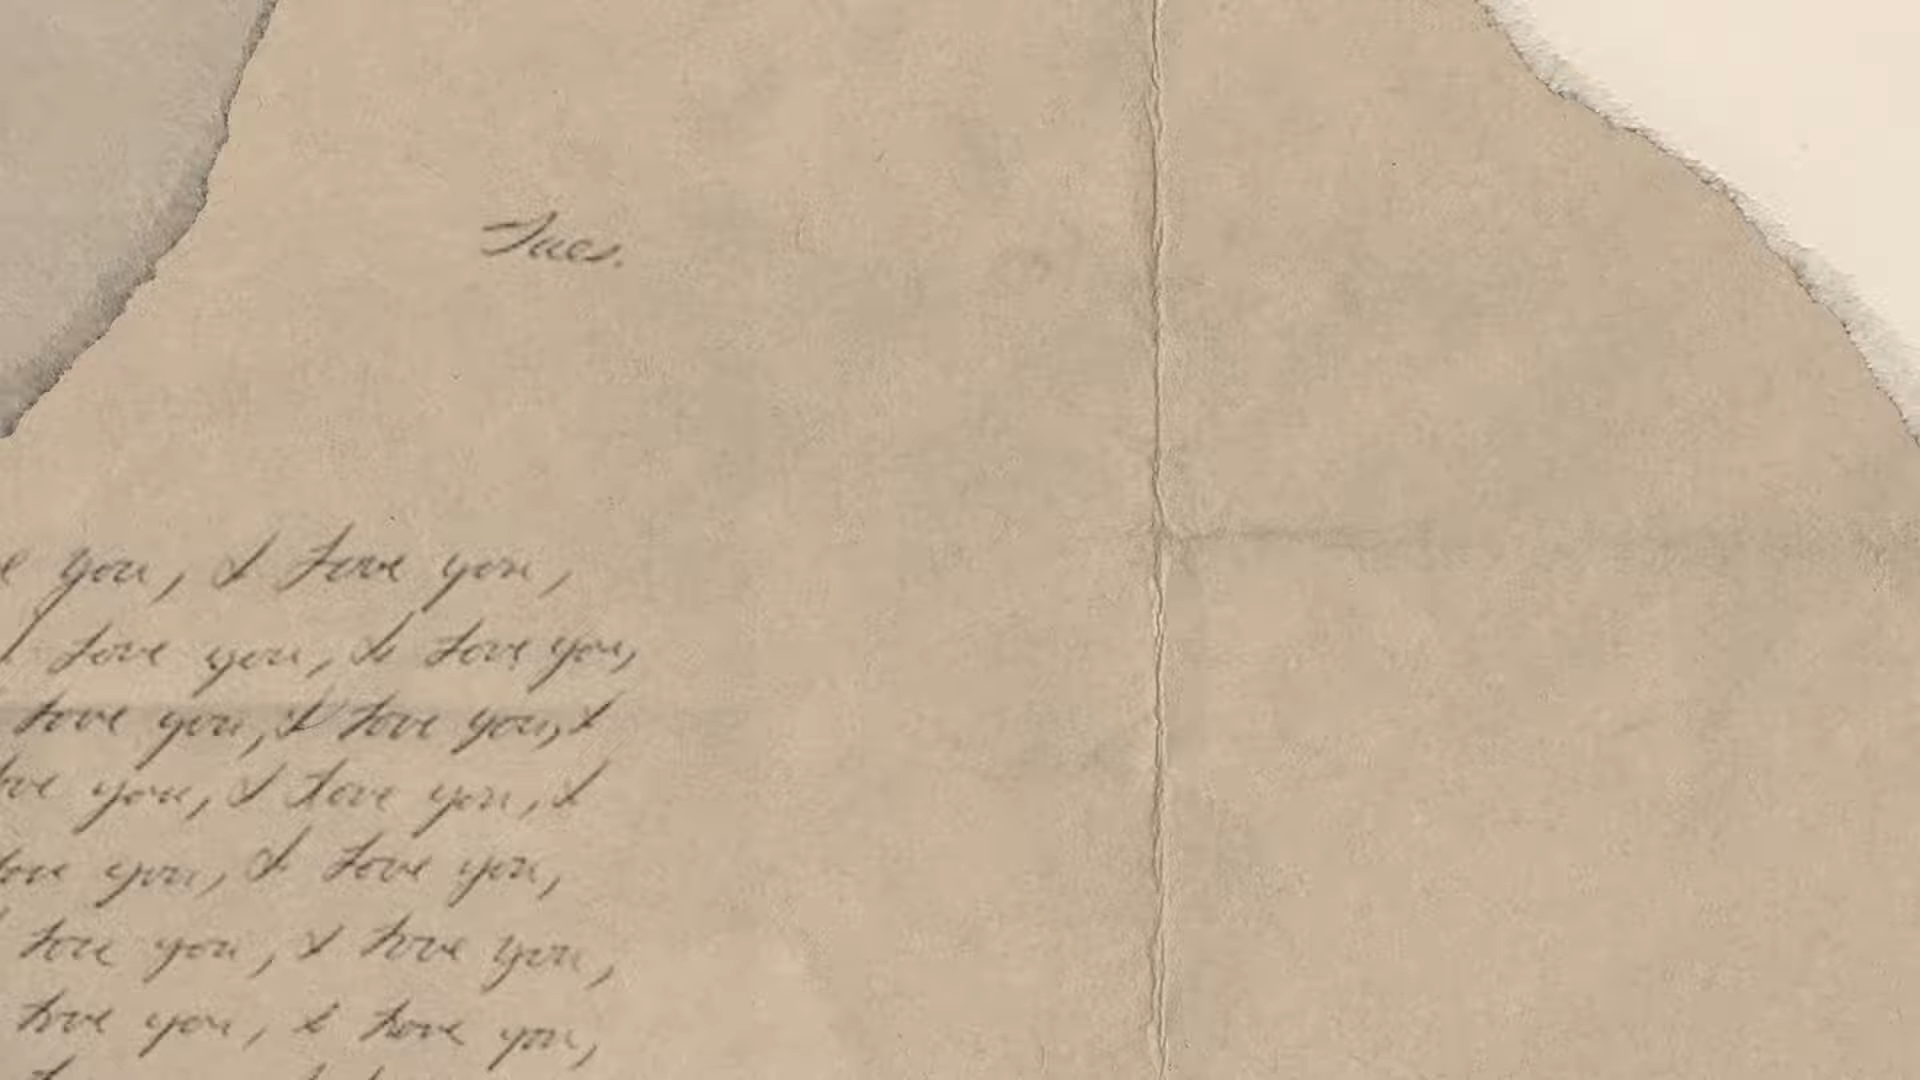 Tues.
you, I love you,
I love you, I love you,
love you, I love you, I
you, I love you, I
love you, I love you,
love you, I love you,
love you, I love you,